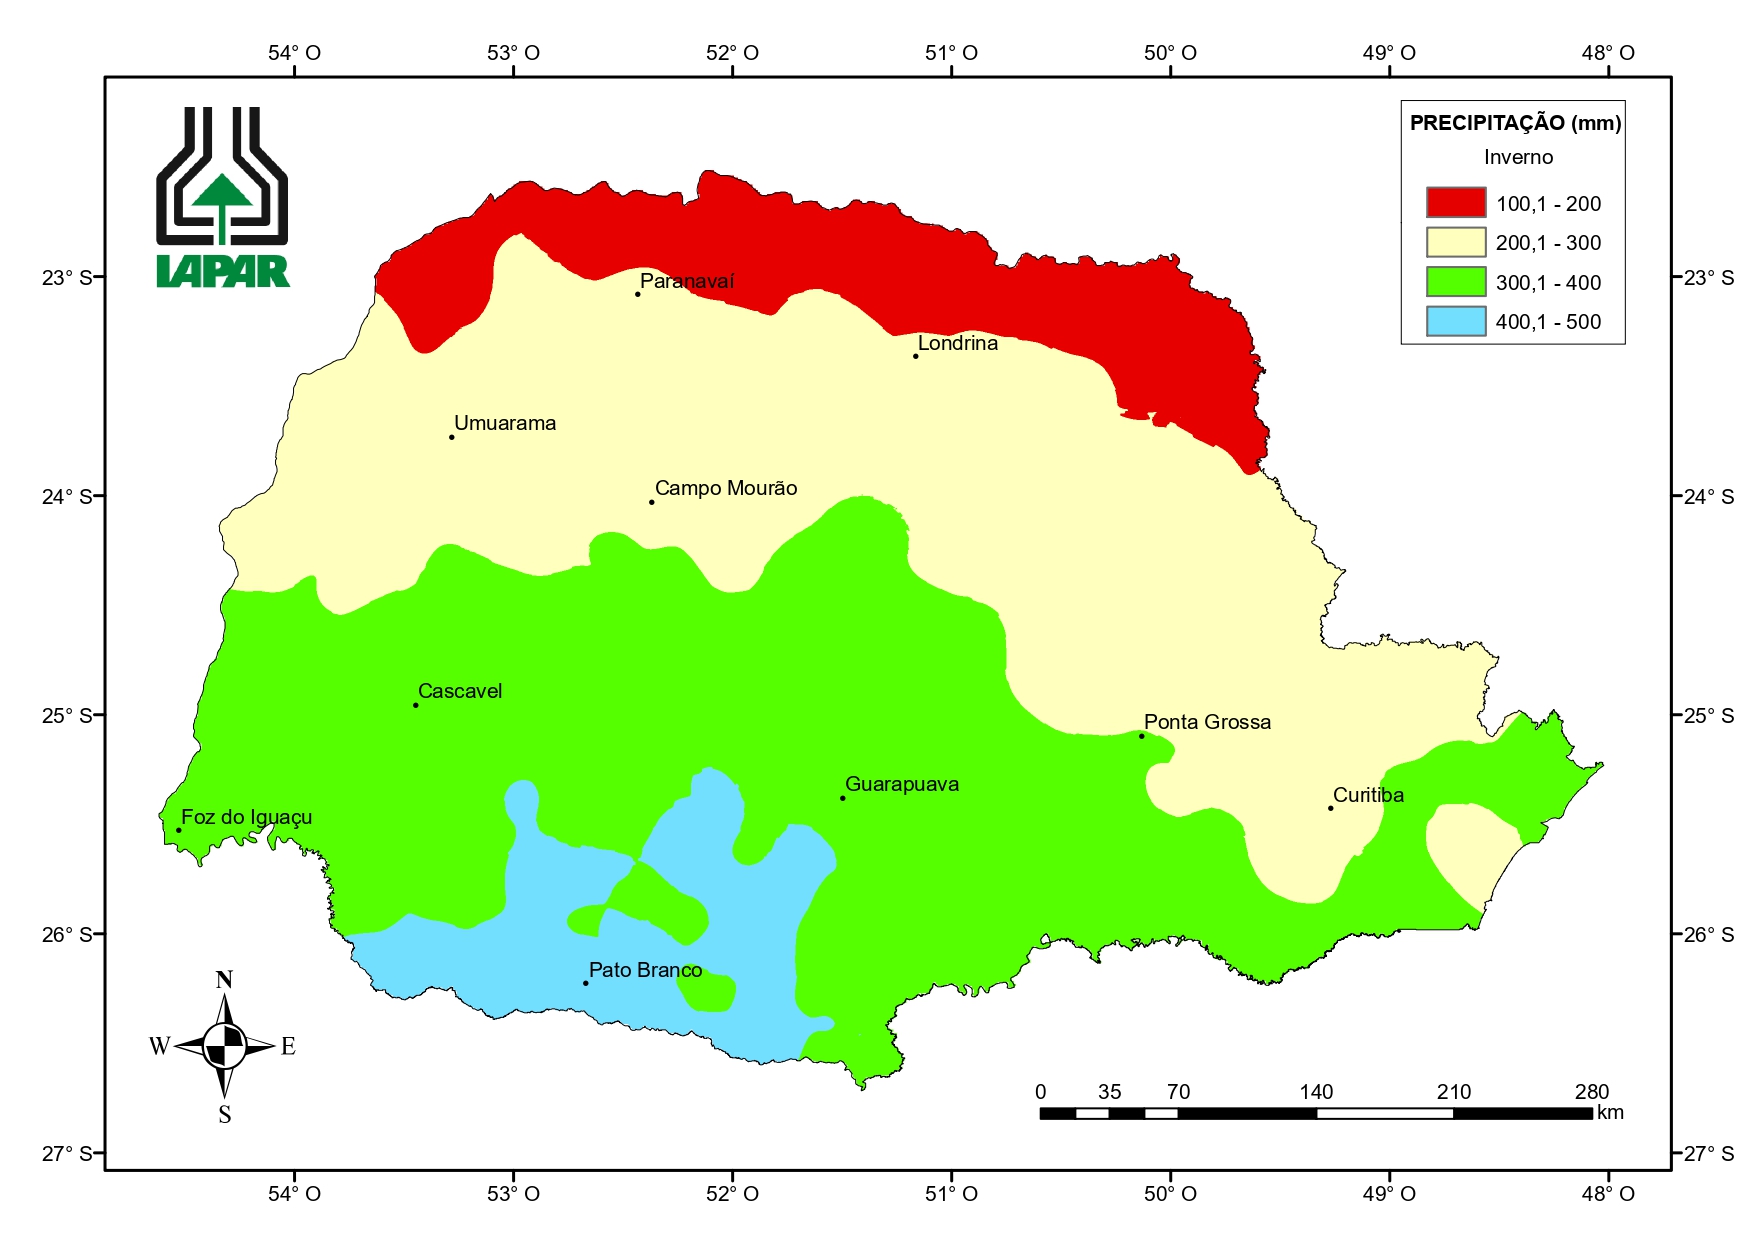 54° O 53° O 52° O 51° O 50° O 49° O 48° O
IAPAR
PRECIPITAÇÃO (mm)
Inverno
100,1 - 200
200,1 - 300
300,1 - 400
400,1 - 500
23° S 23° S
Paranavaí
Londrina
Umuarama
Campo Mourão
24° S 24° S
Cascavel
25° S 25° S
Ponta Grossa
Guarapuava
Curitiba
Foz do Iguaçu
26° S 26° S
Pato Branco
N
W E
S
0 35 70 140 210 280
km
27° S 27° S
54° O 53° O 52° O 51° O 50° O 49° O 48° O